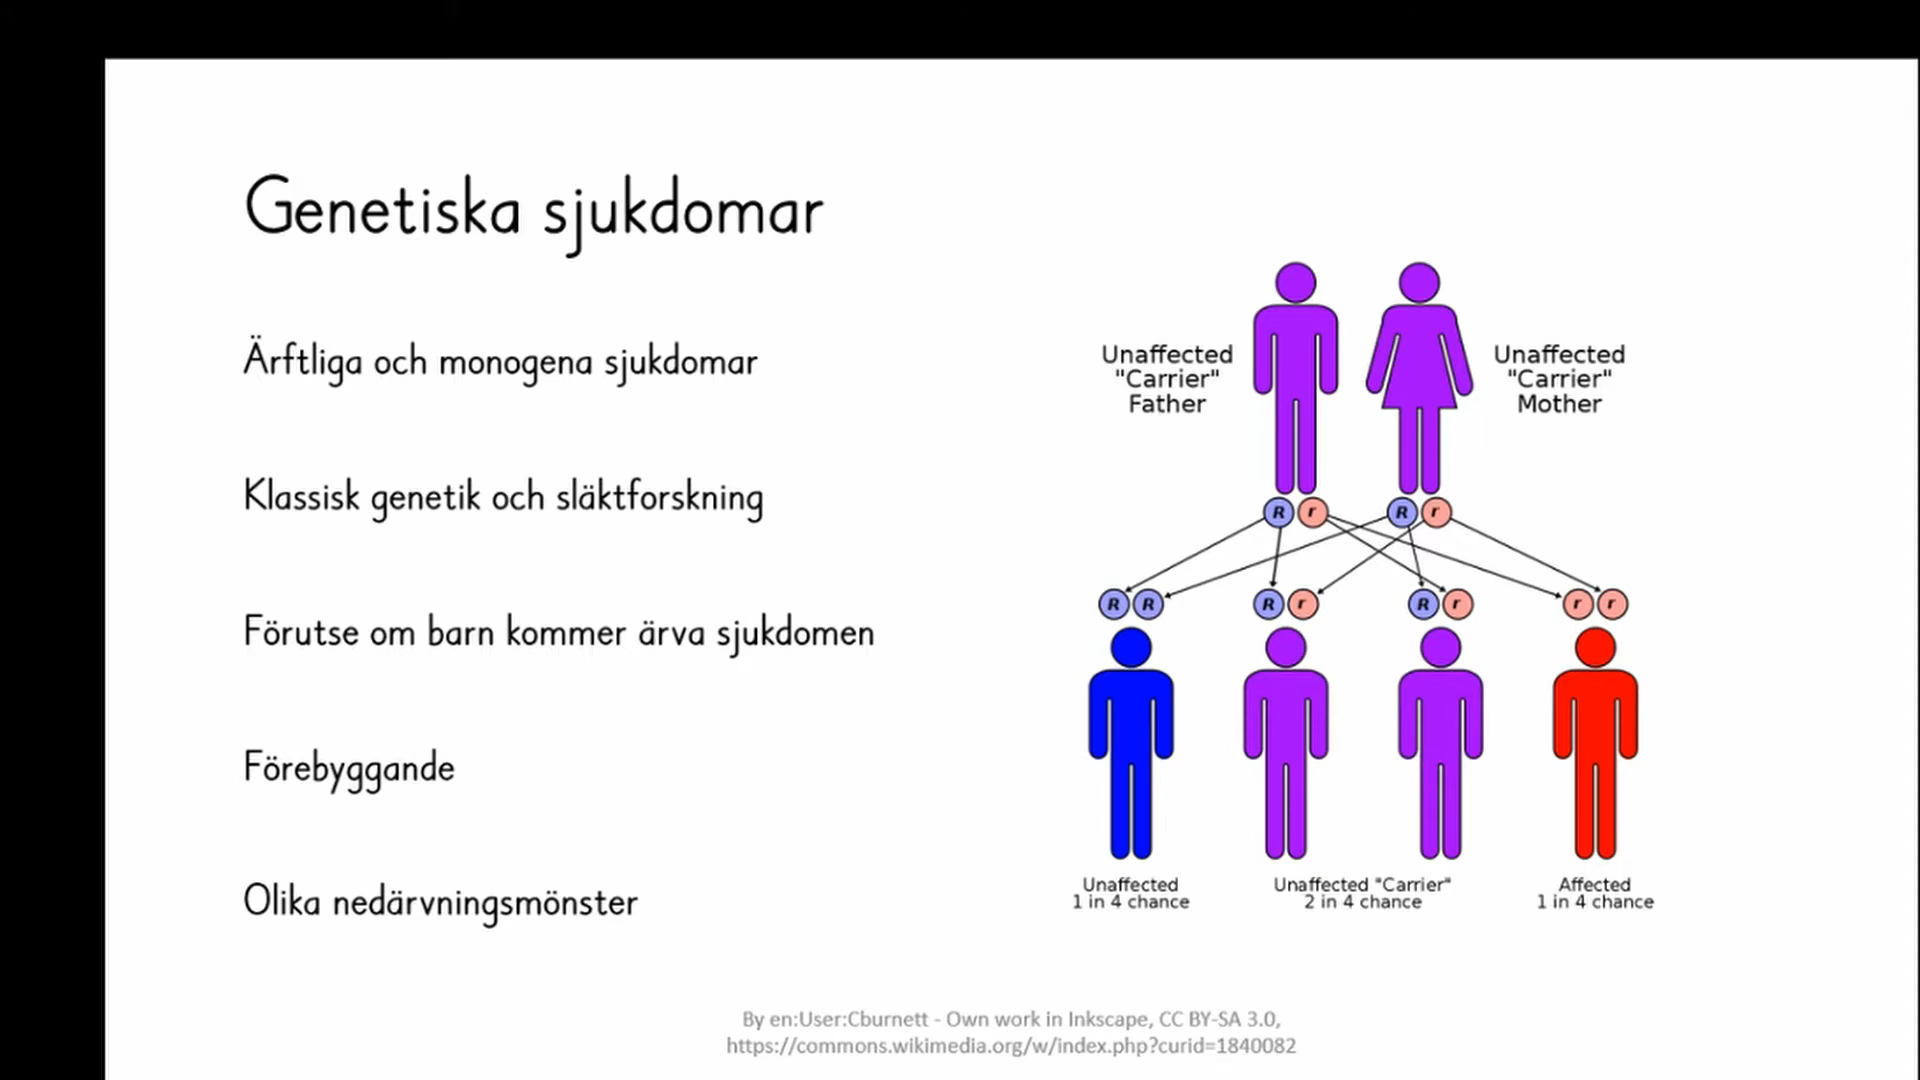 Genetiska sjukdomar
Ärftliga och monogena sjukdomar
Klassisk genetik och släktforskning
Förutse om barn kommer ärva sjukdomen
Förebyggande
Olika nedärvningsmönster
Unaffected
"Carrier"
Father
Unaffected
"Carrier"
Mother
R r R r
R R R r R r r r
Unaffected
1 in 4 chance
Unaffected "Carrier"
2 in 4 chance
Affected
1 in 4 chance
By en:User:Cburnett - Own work in Inkscape, CC BY-SA 3.0,
https://commons.wikimedia.org/w/index.php?curid=1840082